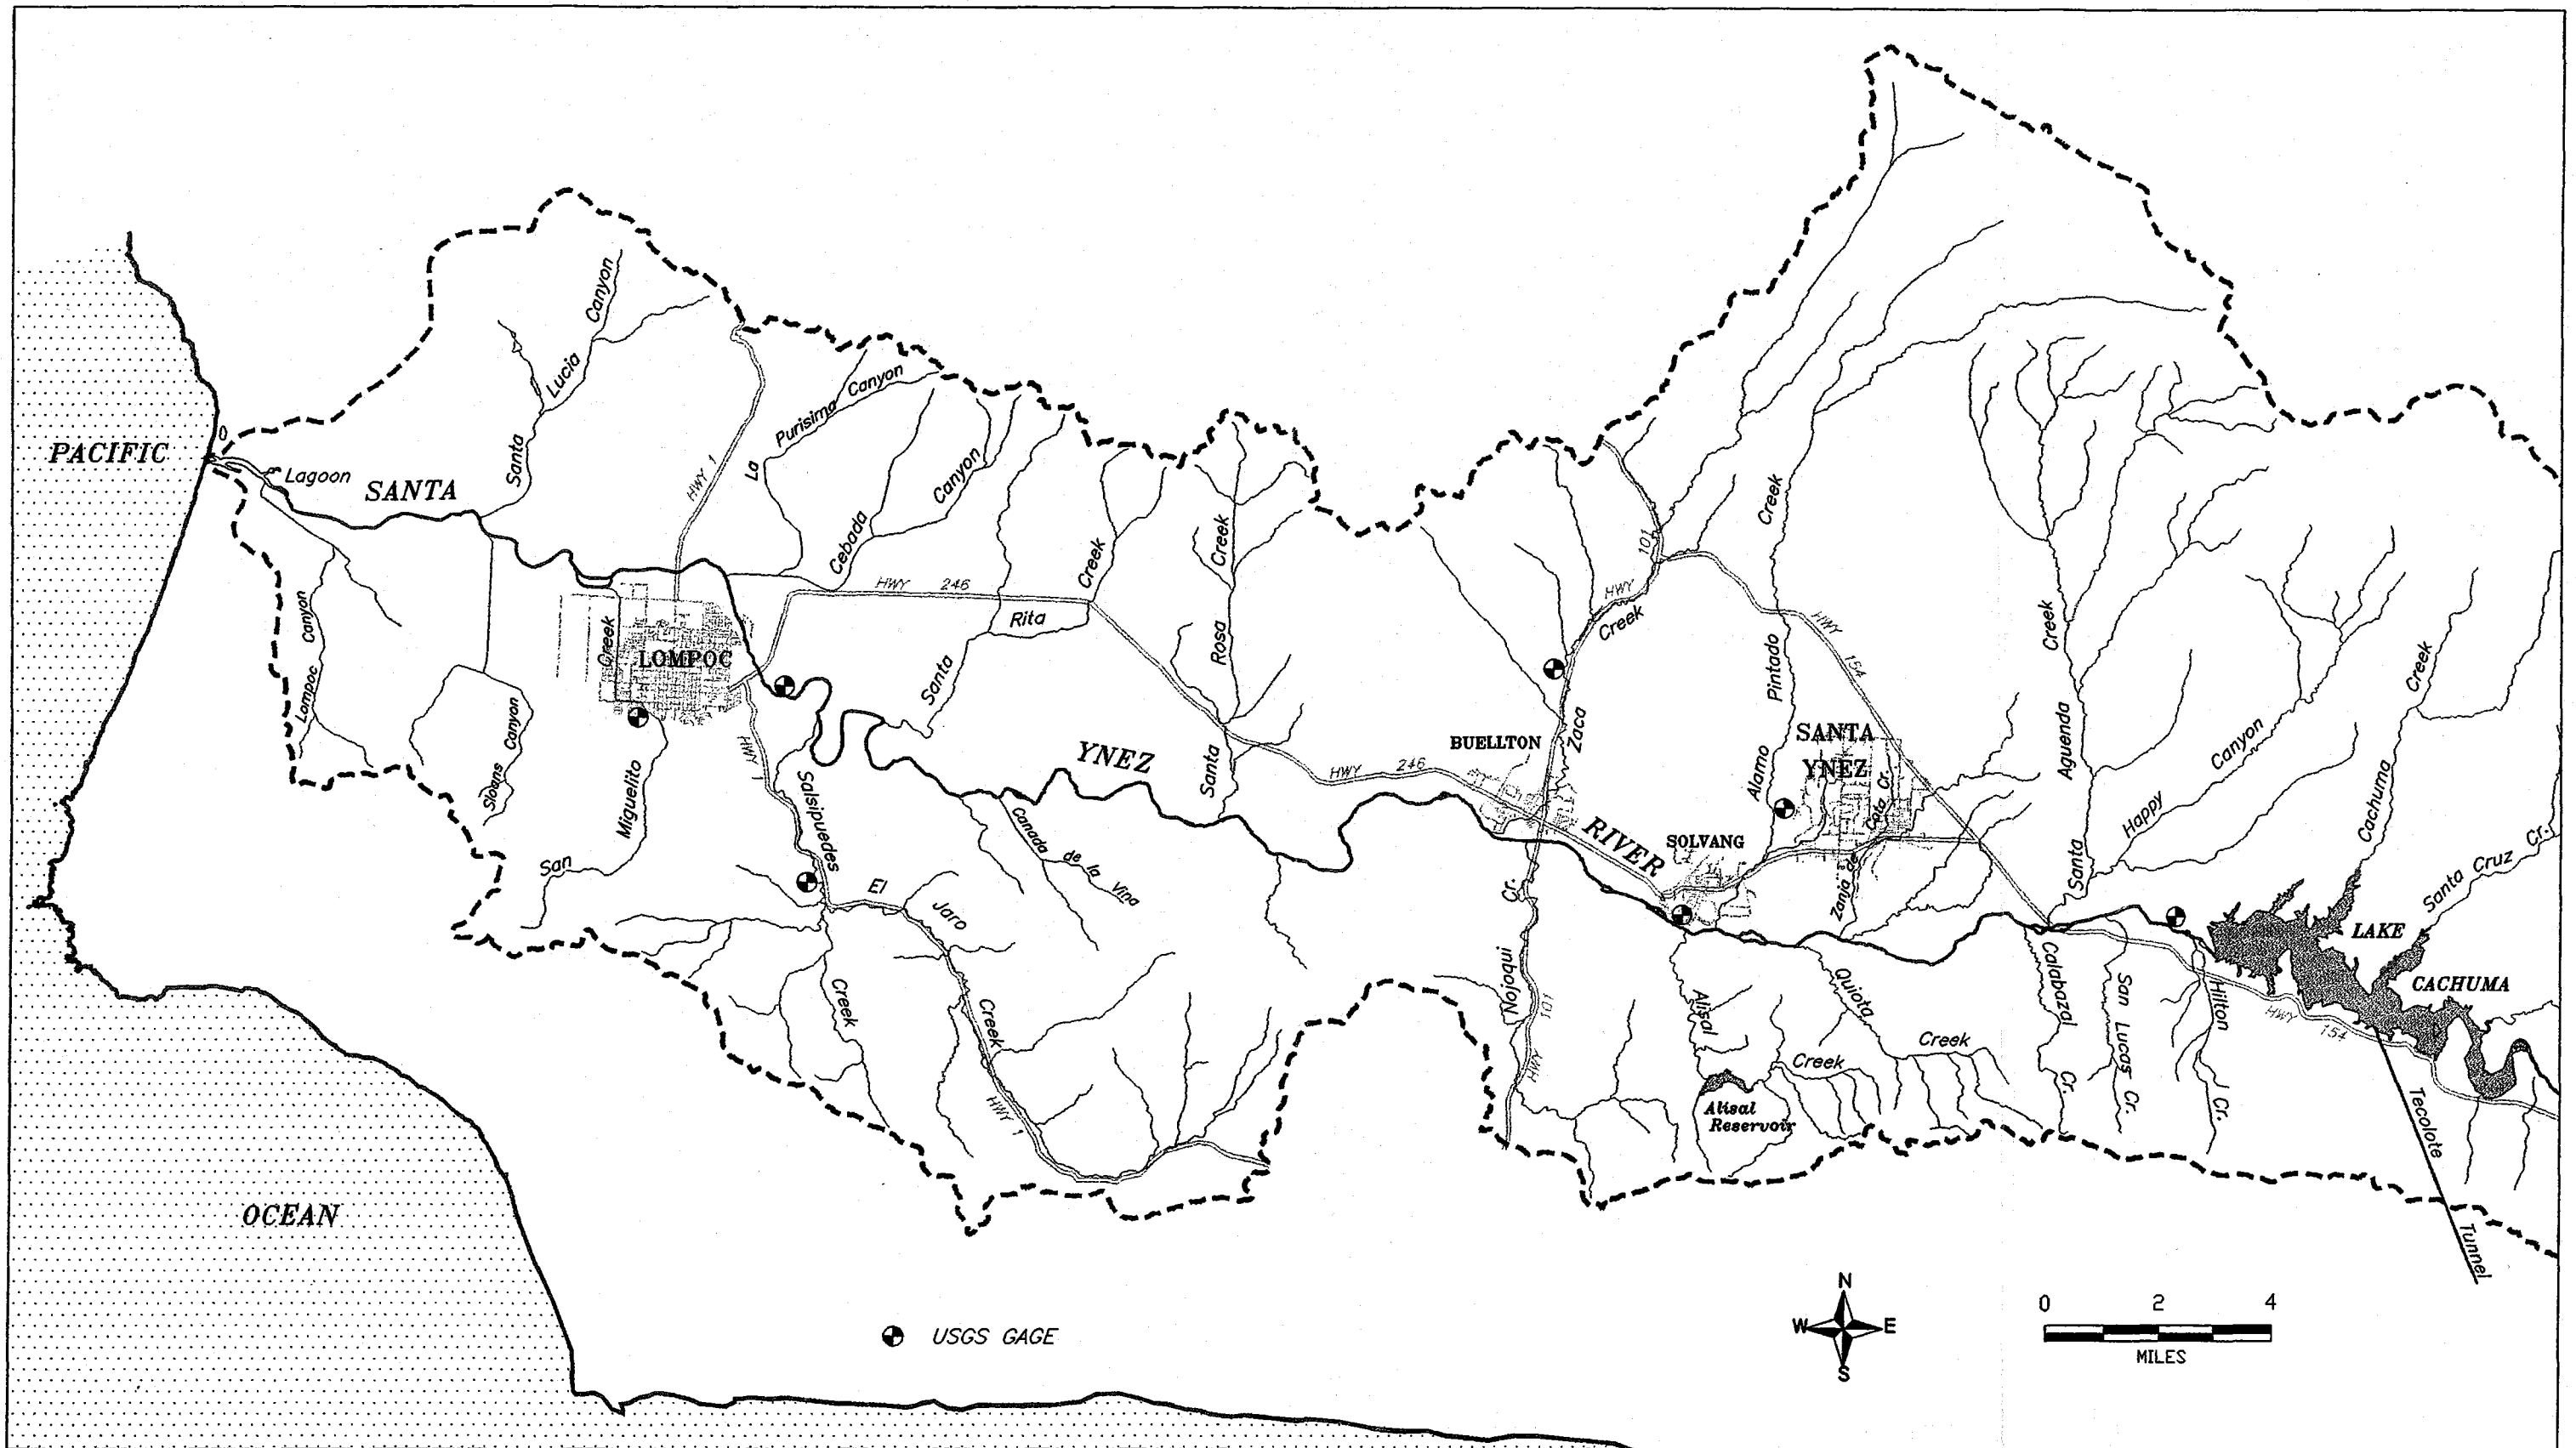 PACIFIC
OCEAN
0
Lagoon
SANTA
YNEZ
RIVER
Santa
Lucia
Canyon
HWY 1
La
Purisima
Canyon
Cebada
Canyon
HWY 246
Creek
Rita
Santa
Creek
Rosa
Santa
HWY 246
Lompoc Canyon
Sloans Canyon
Creek
LOMPOC
Miguelito
San
HWY 1
Salsipuedes
Creek
El
Jaro
Creek
HWY 1
Canada de la Vina
BUELLTON
Zaca
Creek
HWY
101
Nojoqui
Cr.
101
HWY
SOLVANG
Alamo
Pintado
Creek
SANTA
YNEZ
Zanja de Cota Cr.
HWY
154
Alisal
Creek
Alisal
Reservoir
Quiota
Creek
Calabazal
Cr.
San Lucas Cr.
Hilton
Cr.
Santa
Aguenda
Creek
Happy
Canyon
Cachuma
Creek
Santa Cruz Cr.
LAKE
CACHUMA
HWY 154
Tecolote
Tunnel
USGS GAGE
N
W
E
S
0 2 4
MILES